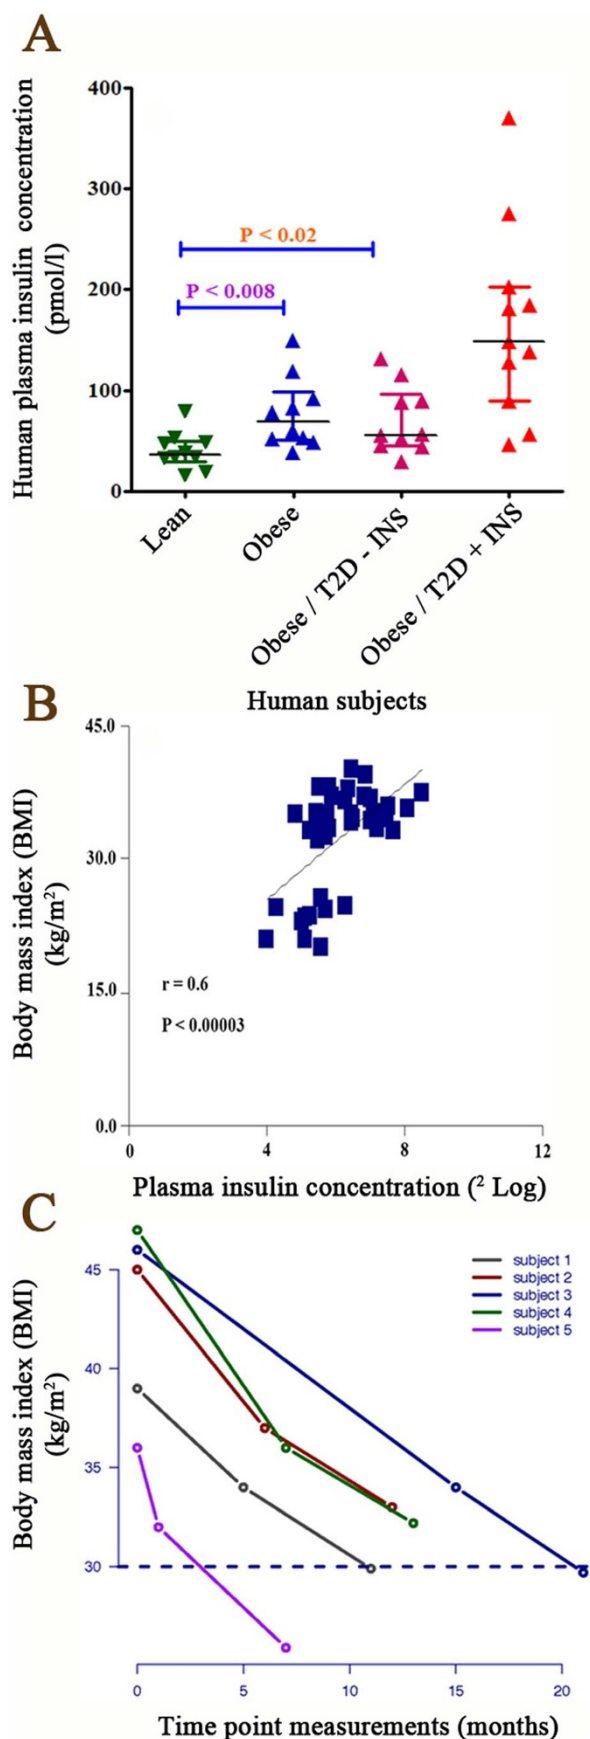 A
Human plasma insulin concentration
(pmol/l)
400
300
200
100
0
P < 0.02
P < 0.008
Lean
Obese
Obese / T2D - INS
Obese / T2D + INS
Human subjects
B
Body mass index (BMI)
(kg/m²)
45.0
30.0
15.0
0.0
r = 0.6
P < 0.00003
0 4 8 12
Plasma insulin concentration (² Log)
C
Body mass index (BMI)
(kg/m²)
45
40
35
30
subject 1
subject 2
subject 3
subject 4
subject 5
0 5 10 15 20
Time point measurements (months)